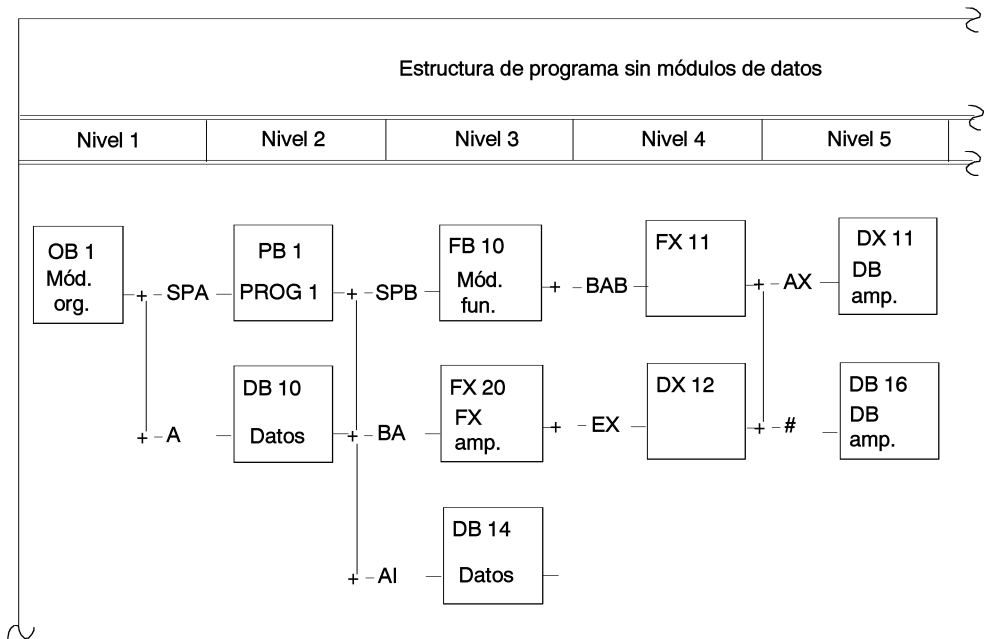 Estructura de programa sin módulos de datos
Nivel 1 Nivel 2 Nivel 3 Nivel 4 Nivel 5
OB 1
Mód.
org.
SPA
PB 1
PROG 1
SPB
FB 10
Mód.
fun.
BAB
FX 11
AX
DX 11
DB
amp.
A
DB 10
Datos
BA
FX 20
FX
amp.
EX
DX 12
#
DB 16
DB
amp.
AI
DB 14
Datos